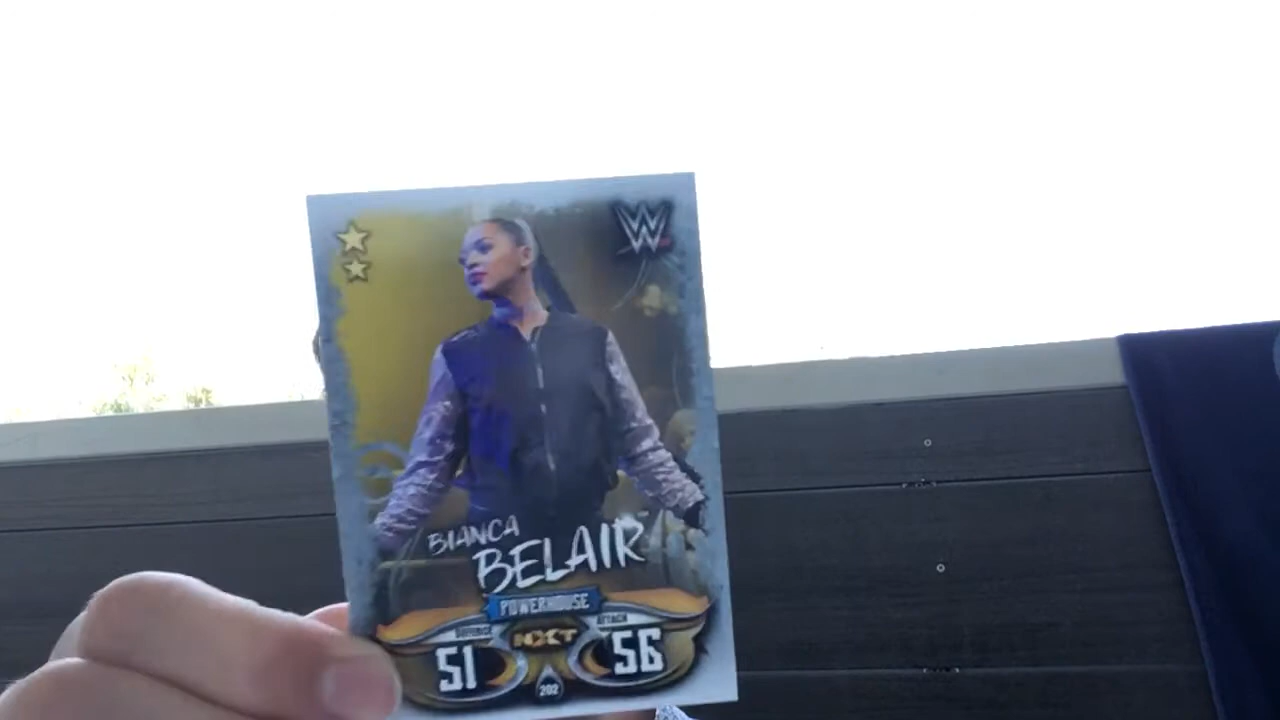 W
BIANCA
BELAIR
POWERHOUSE
DEFENCE
ATTACK
NXT
51
56
202